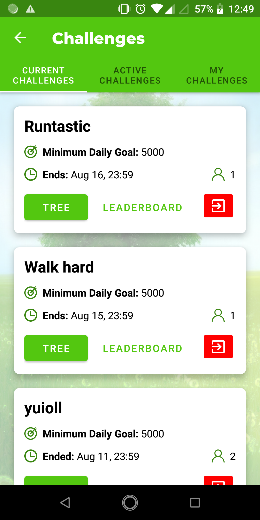 57% 12:49
Challenges
CURRENT CHALLENGES
ACTIVE CHALLENGES
MY CHALLENGES
Runtastic
Minimum Daily Goal: 5000
Ends: Aug 16, 23:59
1
TREE
LEADERBOARD
Walk hard
Minimum Daily Goal: 5000
Ends: Aug 15, 23:59
1
TREE
LEADERBOARD
yuioll
Minimum Daily Goal: 5000
Ended: Aug 11, 23:59
2